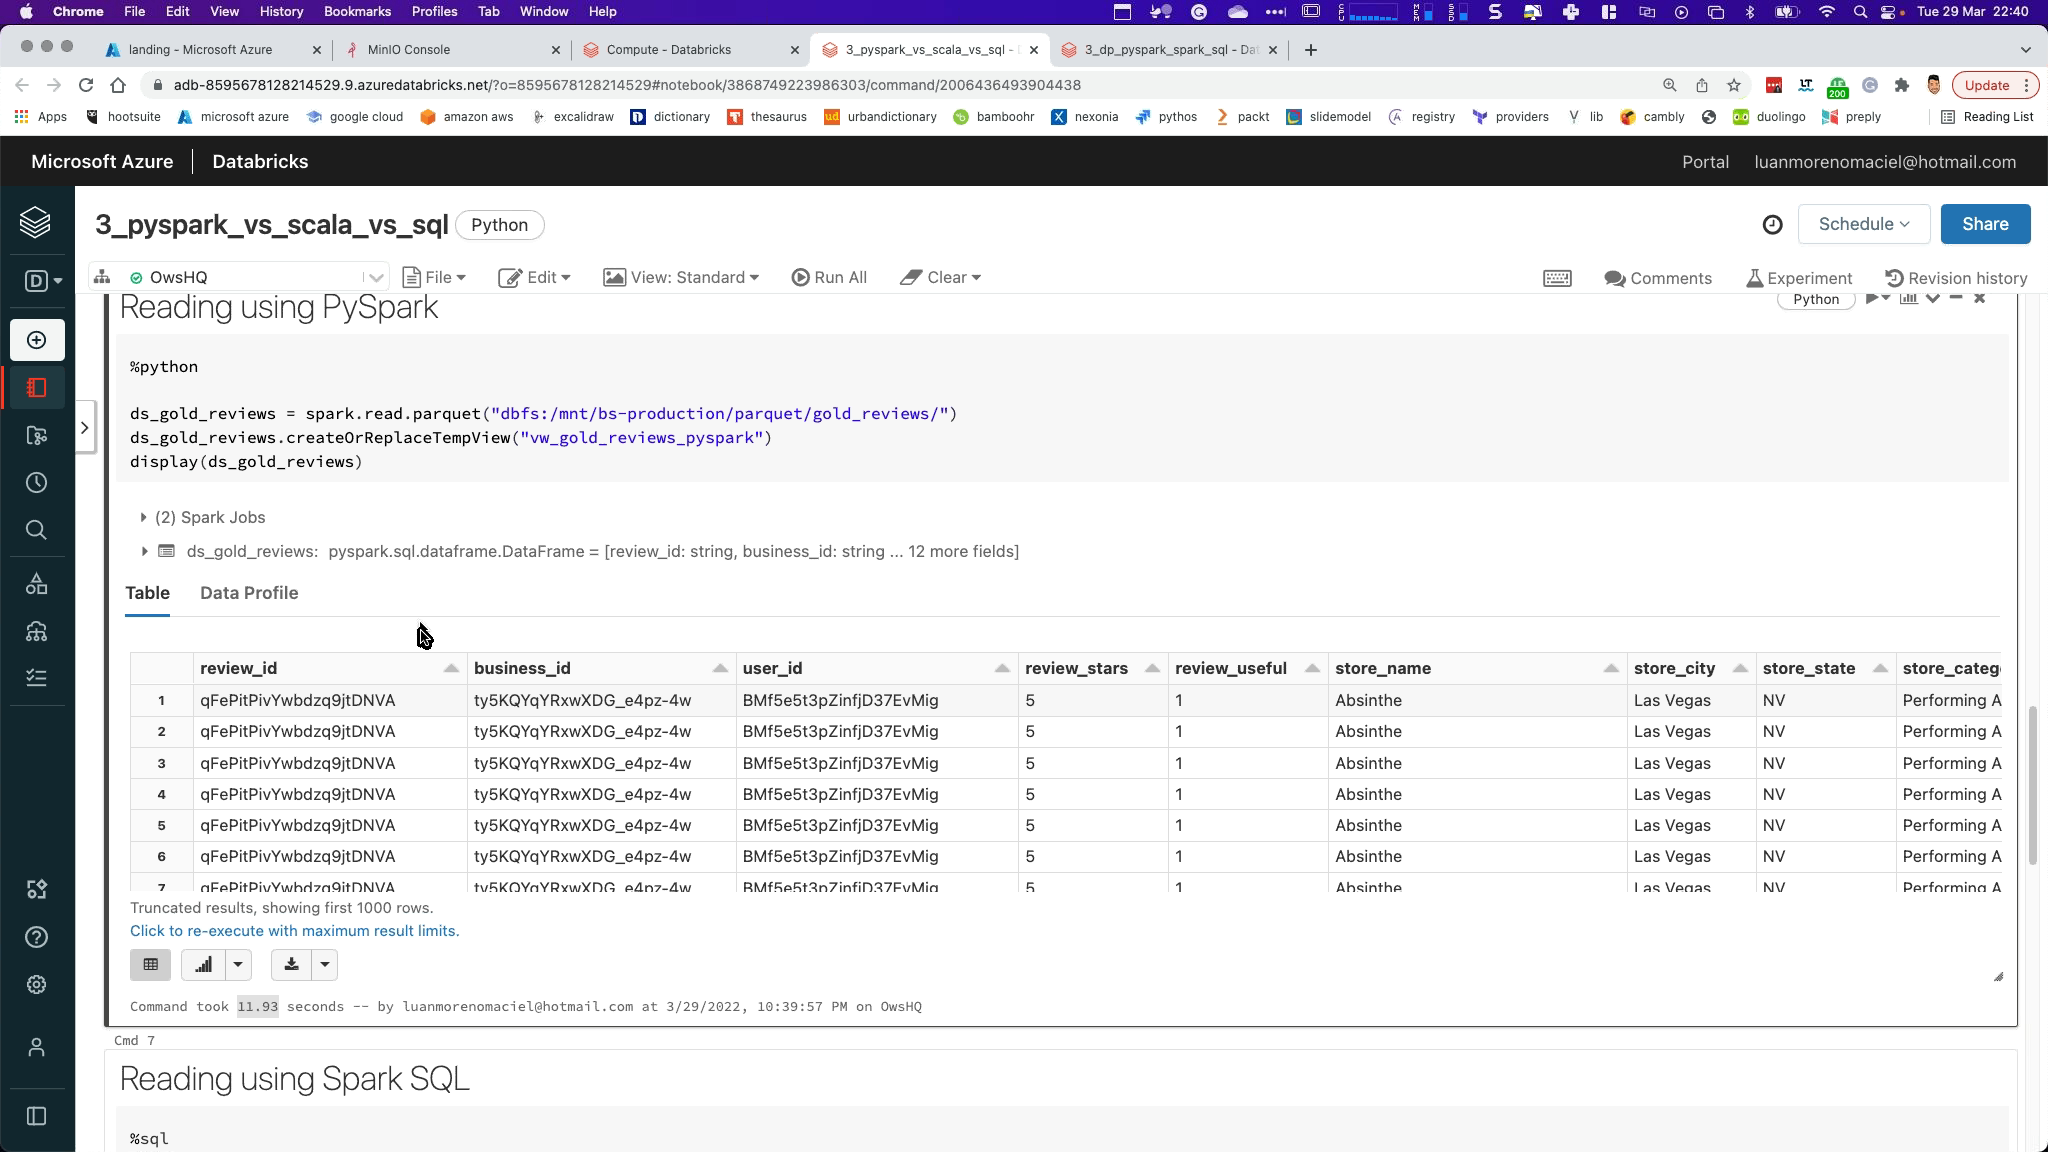 Chrome File Edit View History Bookmarks Profiles Tab Window Help Tue 29 Mar 22:40
landing - Microsoft Azure MinIO Console Compute - Databricks 3_pyspark_vs_scala_vs_sql - 3_dp_pyspark_spark_sql - Dat
adb-8595678128214529.9.azuredatabricks.net/?o=8595678128214529#notebook/3868749223986303/command/2006436493904438 200 Update
Apps hootsuite microsoft azure google cloud amazon aws excalidraw dictionary thesaurus urbandictionary bamboohr nexonia pythos packt slidemodel registry providers lib cambly duolingo preply Reading List
Microsoft Azure Databricks Portal luanmorenomaciel@hotmail.com
3_pyspark_vs_scala_vs_sql Python Schedule Share
D OwsHQ File Edit View: Standard Run All Clear Comments Experiment Revision history
Reading using PySpark Python
%python
ds_gold_reviews = spark.read.parquet("dbfs:/mnt/bs-production/parquet/gold_reviews/")
ds_gold_reviews.createOrReplaceTempView("vw_gold_reviews_pyspark")
display(ds_gold_reviews)
(2) Spark Jobs
ds_gold_reviews: pyspark.sql.dataframe.DataFrame = [review_id: string, business_id: string ... 12 more fields]
Table Data Profile
review_id business_id user_id review_stars review_useful store_name store_city store_state store_categ
1 qFePitPivYwbdzq9jtDNVA ty5KQYqYRxwXDG_e4pz-4w BMf5e5t3pZinfjD37EvMig 5 1 Absinthe Las Vegas NV Performing A
2 qFePitPivYwbdzq9jtDNVA ty5KQYqYRxwXDG_e4pz-4w BMf5e5t3pZinfjD37EvMig 5 1 Absinthe Las Vegas NV Performing A
3 qFePitPivYwbdzq9jtDNVA ty5KQYqYRxwXDG_e4pz-4w BMf5e5t3pZinfjD37EvMig 5 1 Absinthe Las Vegas NV Performing A
4 qFePitPivYwbdzq9jtDNVA ty5KQYqYRxwXDG_e4pz-4w BMf5e5t3pZinfjD37EvMig 5 1 Absinthe Las Vegas NV Performing A
5 qFePitPivYwbdzq9jtDNVA ty5KQYqYRxwXDG_e4pz-4w BMf5e5t3pZinfjD37EvMig 5 1 Absinthe Las Vegas NV Performing A
6 qFePitPivYwbdzq9jtDNVA ty5KQYqYRxwXDG_e4pz-4w BMf5e5t3pZinfjD37EvMig 5 1 Absinthe Las Vegas NV Performing A
7 qFePitPivYwbdzq9jtDNVA ty5KQYqYRxwXDG_e4pz-4w BMf5e5t3pZinfjD37EvMig 5 1 Absinthe Las Vegas NV Performing A
Truncated results, showing first 1000 rows.
Click to re-execute with maximum result limits.
Command took 11.93 seconds -- by luanmorenomaciel@hotmail.com at 3/29/2022, 10:39:57 PM on OwsHQ
Cmd 7
Reading using Spark SQL
%sql